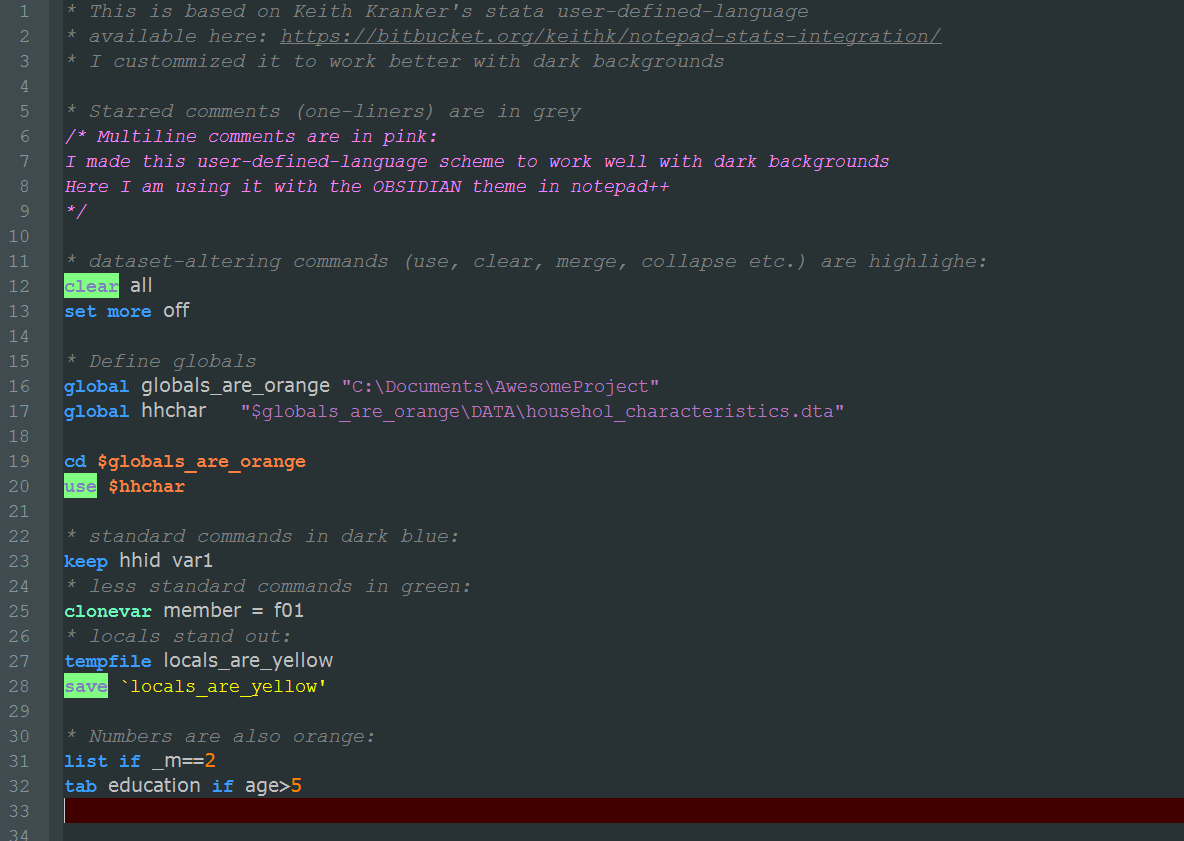 1 * This is based on Keith Kranker's stata user-defined-language
2 * available here: https://bitbucket.org/keithk/notepad-stats-integration/
3 * I custommized it to work better with dark backgrounds
4
5 * Starred comments (one-liners) are in grey
6 /* Multiline comments are in pink:
7 I made this user-defined-language scheme to work well with dark backgrounds
8 Here I am using it with the OBSIDIAN theme in notepad++
9 */
10
11 * dataset-altering commands (use, clear, merge, collapse etc.) are highlighe:
12 clear all
13 set more off
14
15 * Define globals
16 global globals_are_orange "C:\Documents\AwesomeProject"
17 global hhchar "$globals_are_orange\DATA\househol_characteristics.dta"
18
19 cd $globals_are_orange
20 use $hhchar
21
22 * standard commands in dark blue:
23 keep hhid var1
24 * less standard commands in green:
25 clonevar member = f01
26 * locals stand out:
27 tempfile locals_are_yellow
28 save `locals_are_yellow'
29
30 * Numbers are also orange:
31 list if _m==2
32 tab education if age>5
33
34